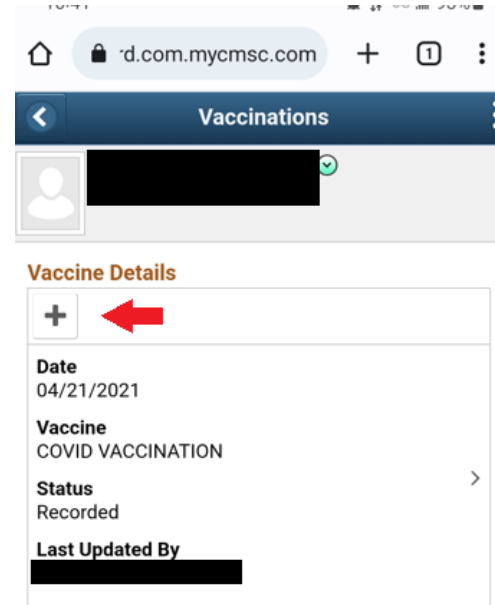 'd.com.mycmsc.com
1
Vaccinations
Vaccine Details
Date
04/21/2021
Vaccine
COVID VACCINATION
Status
Recorded
Last Updated By